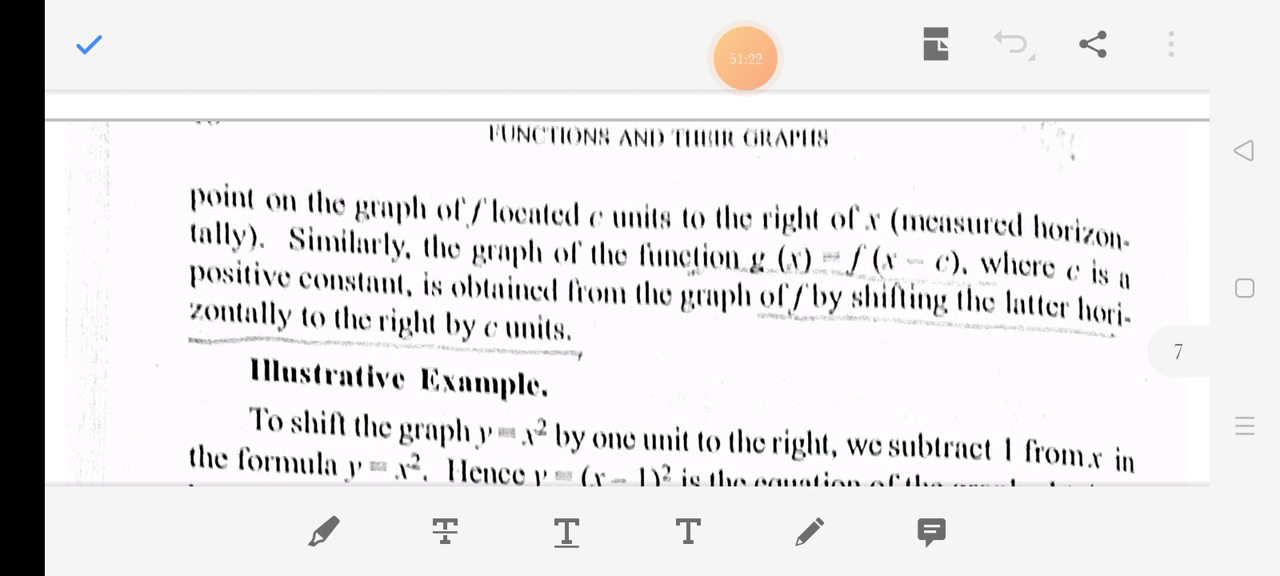 51:22
FUNCTIONS AND THEIR GRAPHS
point on the graph of f located c units to the right of x (measured horizon-
tally). Similarly, the graph of the function g (x) = f (x – c), where c is a
positive constant, is obtained from the graph of f by shifting the latter hori-
zontally to the right by c units.
7
Illustrative Example.
To shift the graph y = x² by one unit to the right, we subtract 1 from x in
the formula y = x². Hence y = (x – 1)² is the equation of the